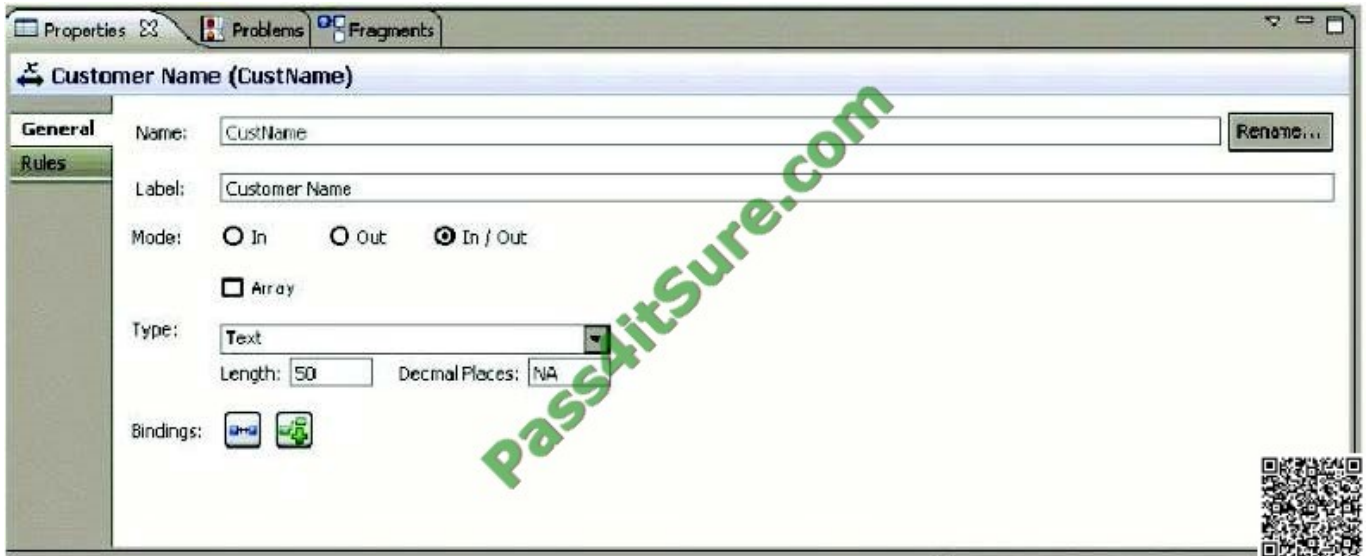 Properties Problems Fragments
Customer Name (CustName)
General
Rules
Name: CustName Rename...
Label: Customer Name
Mode: In Out In / Out
Array
Type: Text
Length: 50 Decmal Places: NA
Bindings:
Pass4itSure.com